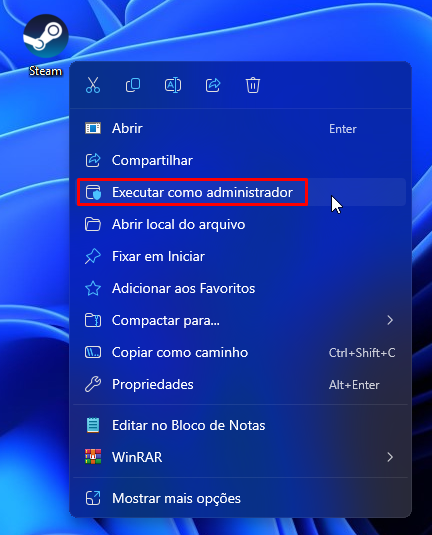 Steam
Abrir Enter
Compartilhar
Executar como administrador
Abrir local do arquivo
Fixar em Iniciar
Adicionar aos Favoritos
Compactar para...
Copiar como caminho Ctrl+Shift+C
Propriedades Alt+Enter
Editar no Bloco de Notas
WinRAR
Mostrar mais opções